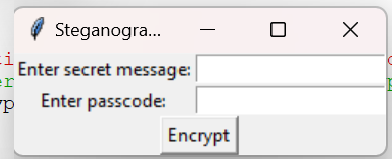 Steganogra...
Enter secret message:
Enter passcode:
Encrypt